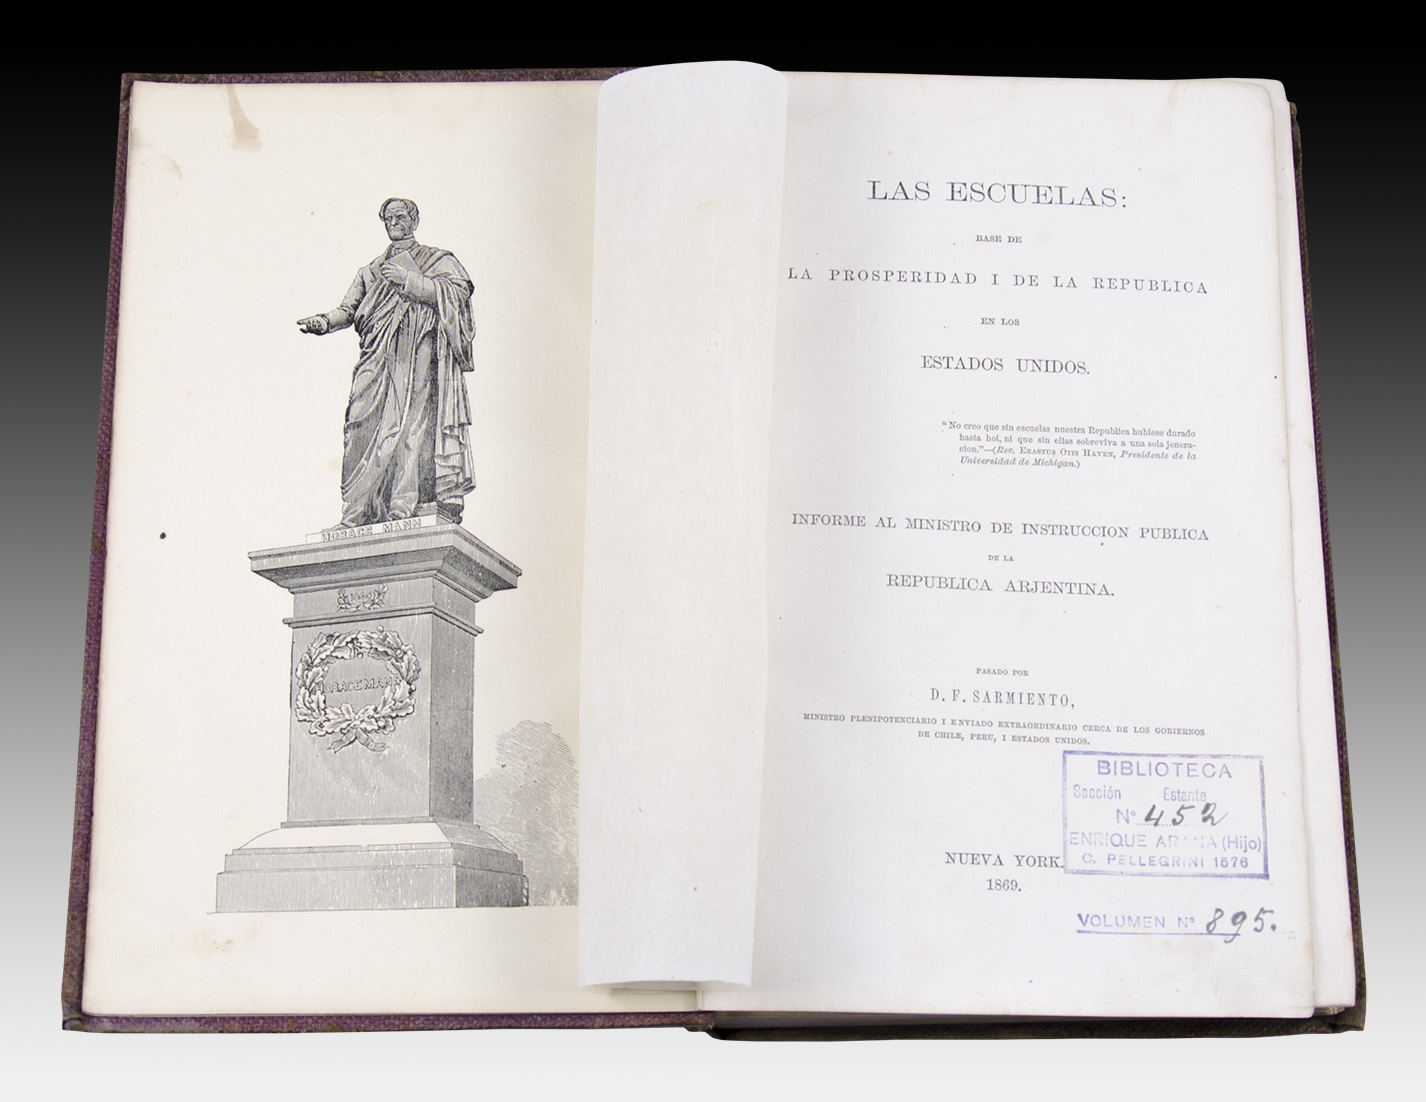 HORACE MANN
HORACE MANN
LAS ESCUELAS:
BASE DE
LA PROSPERIDAD I DE LA REPUBLICA
EN LOS
ESTADOS UNIDOS.
"No creo que sin escuelas nuestra Republica hubiese durado
hasta hoi, ni que sin ellas sobreviva a una sola jenera-
cion."—(Rev. ERASTUS OTIS HAVEN, Presidente de la
Universidad de Michigan.)
INFORME AL MINISTRO DE INSTRUCCION PUBLICA
DE LA
REPUBLICA ARJENTINA.
PASADO POR
D. F. SARMIENTO,
MINISTRO PLENIPOTENCIARIO I ENVIADO EXTRAORDINARIO CERCA DE LOS GOBIERNOS
DE CHILE, PERU, I ESTADOS UNIDOS.
NUEVA YORK.
1869.
BIBLIOTECA
Sección Estante
Nº 452
ENRIQUE (Hijo)
C. PELLEGRINI 1576
VOLUMEN Nº 895.